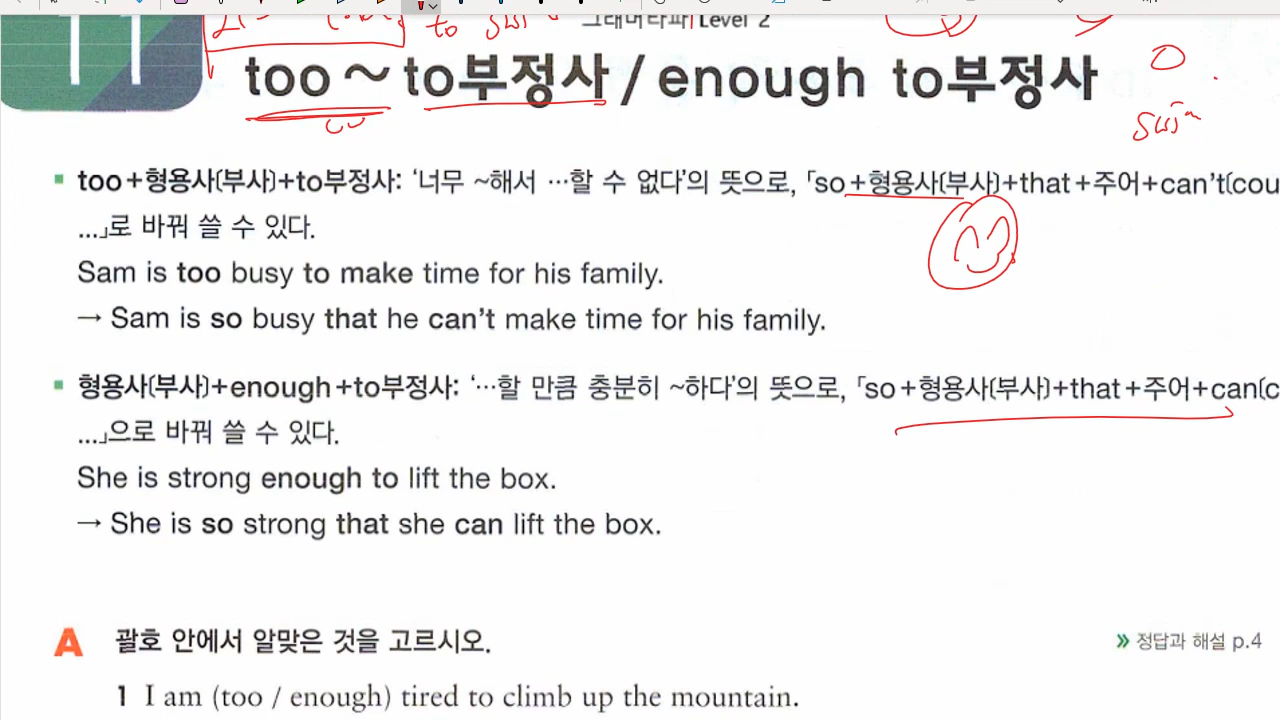 11
그래머타파 Level 2
to swi
too ~ to부정사 / enough to부정사
swim
too+형용사(부사)+to부정사: ‘너무 ~해서 …할 수 없다’의 뜻으로, 「so+형용사(부사)+that+주어+can't(cou
...」로 바꿔 쓸 수 있다.
Sam is too busy to make time for his family.
→ Sam is so busy that he can't make time for his family.
형용사(부사)+enough+to부정사: ‘…할 만큼 충분히 ~하다’의 뜻으로, 「so+형용사(부사)+that+주어+can(c
...」으로 바꿔 쓸 수 있다.
She is strong enough to lift the box.
→ She is so strong that she can lift the box.
A 괄호 안에서 알맞은 것을 고르시오.
» 정답과 해설 p.4
1 I am (too / enough) tired to climb up the mountain.